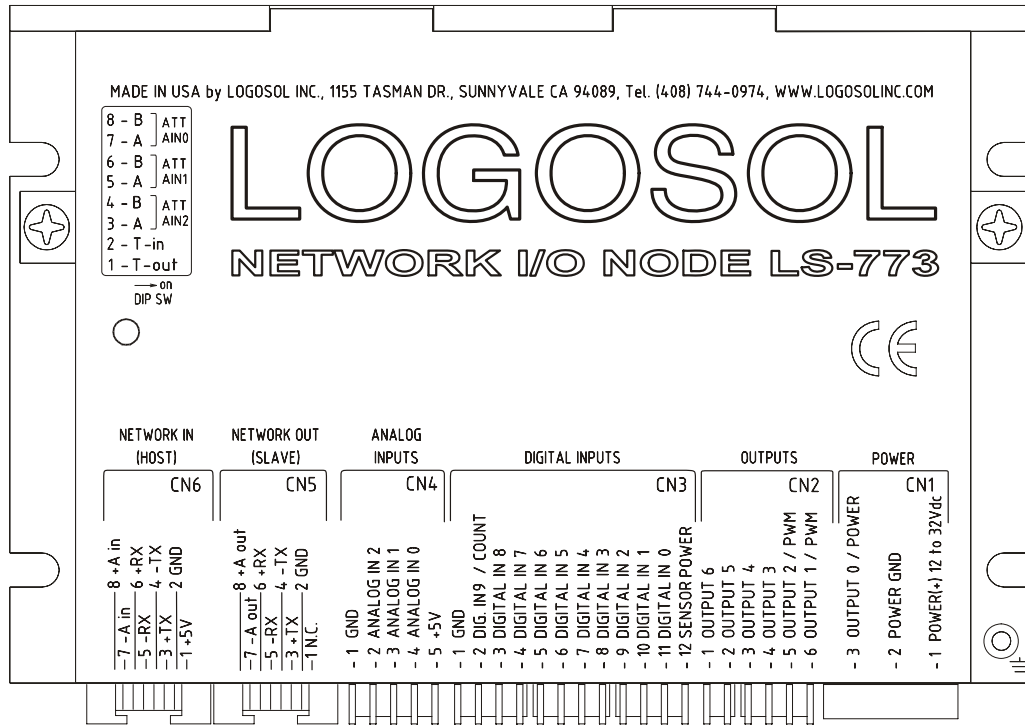 MADE IN USA by LOGOSOL INC., 1155 TASMAN DR., SUNNYVALE CA 94089, Tel. (408) 744-0974, WWW.LOGOSOLINC.COM
8 - B
7 - A
ATT
AIN0
6 - B
5 - A
ATT
AIN1
4 - B
3 - A
ATT
AIN2
2 - T-in
1 - T-out
on
DIP SW
LOGOSOL
NETWORK I/O NODE LS-773
CE
NETWORK IN
(HOST)
CN6
8 +A in
7 -A in
6 +RX
5 -RX
4 -TX
3 +TX
2 GND
1 +5V
NETWORK OUT
(SLAVE)
CN5
8 +A out
7 -A out
6 +RX
5 -RX
4 -TX
3 +TX
2 GND
1 N.C.
ANALOG
INPUTS
CN4
- 1 GND
- 2 ANALOG IN 2
- 3 ANALOG IN 1
- 4 ANALOG IN 0
- 5 +5V
DIGITAL INPUTS
CN3
- 1 GND
- 2 DIG. IN 9 / COUNT
- 3 DIGITAL IN 8
- 4 DIGITAL IN 7
- 5 DIGITAL IN 6
- 6 DIGITAL IN 5
- 7 DIGITAL IN 4
- 8 DIGITAL IN 3
- 9 DIGITAL IN 2
- 10 DIGITAL IN 1
- 11 DIGITAL IN 0
- 12 SENSOR POWER
OUTPUTS
CN2
- 1 OUTPUT 6
- 2 OUTPUT 5
- 3 OUTPUT 4
- 4 OUTPUT 3
- 5 OUTPUT 2 / PWM
- 6 OUTPUT 1 / PWM
POWER
CN1
- 3 OUTPUT 0 / POWER
- 2 POWER GND
- 1 POWER(+) 12 to 32Vdc